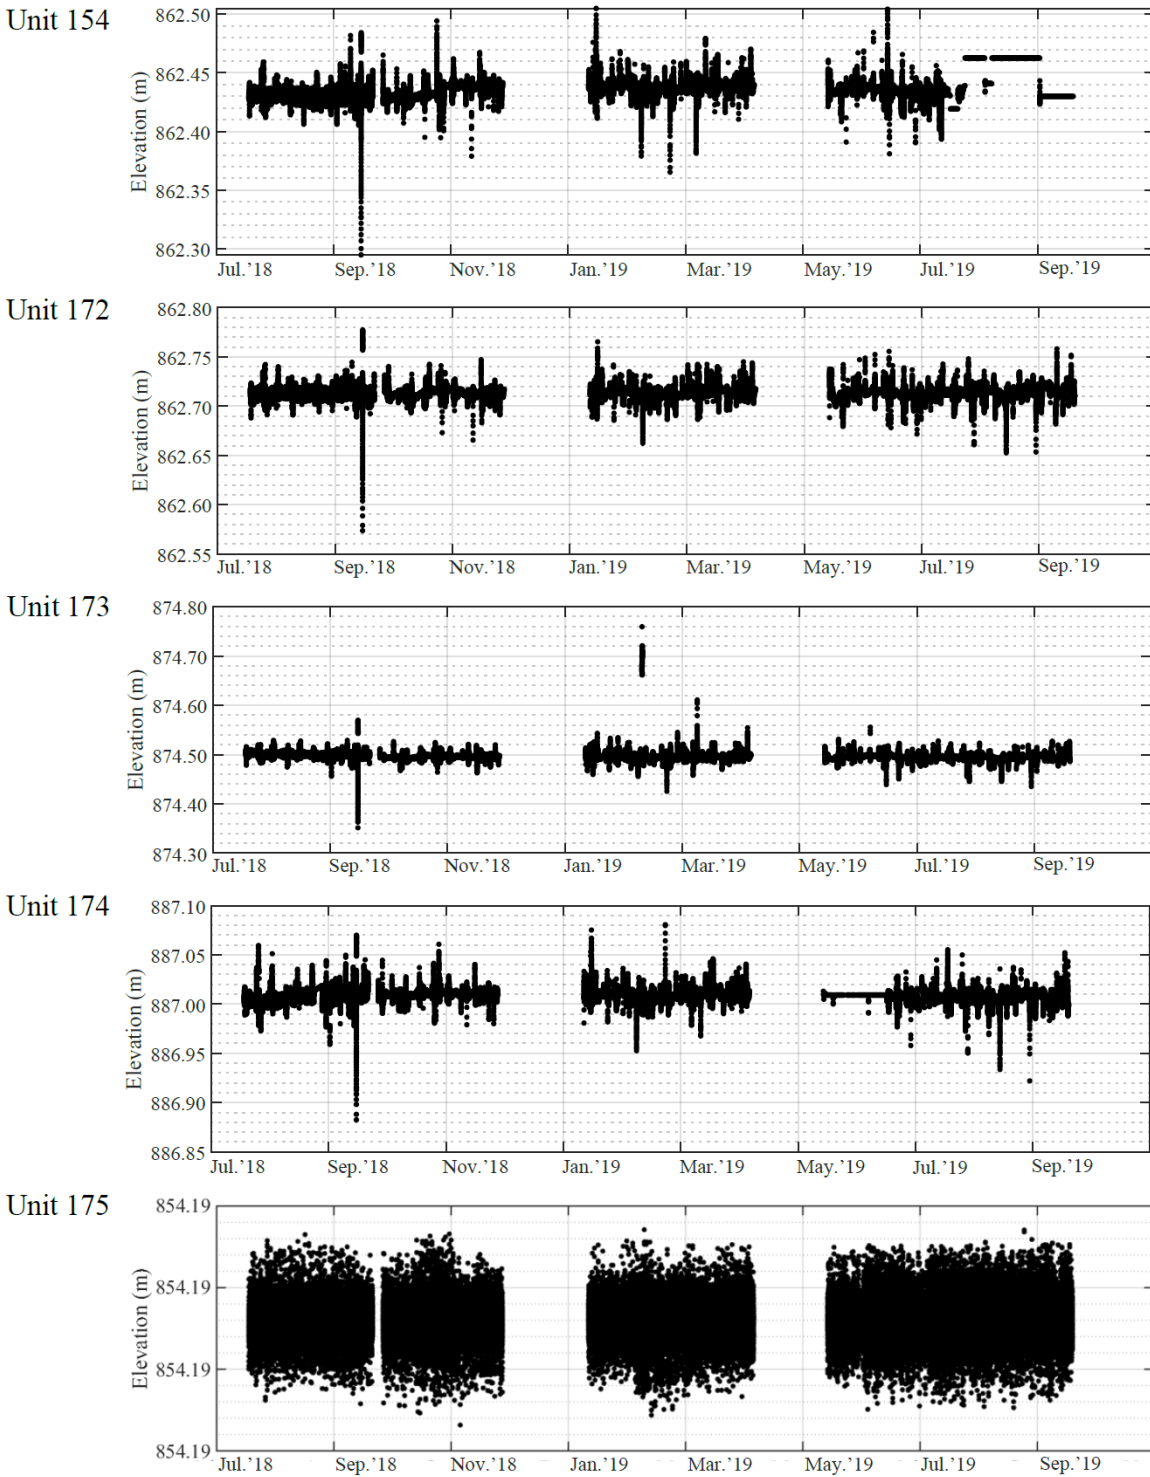 Unit 154
Elevation (m)
862.50
862.45
862.40
862.35
862.30
Jul.'18 Sep.'18 Nov.'18 Jan.'19 Mar.'19 May.'19 Jul.'19 Sep.'19
Unit 172
Elevation (m)
862.80
862.75
862.70
862.65
862.60
862.55
Jul.'18 Sep.'18 Nov.'18 Jan.'19 Mar.'19 May.'19 Jul.'19 Sep.'19
Unit 173
Elevation (m)
874.80
874.70
874.60
874.50
874.40
874.30
Jul.'18 Sep.'18 Nov.'18 Jan.'19 Mar.'19 May.'19 Jul.'19 Sep.'19
Unit 174
Elevation (m)
887.10
887.05
887.00
886.95
886.90
886.85
Jul.'18 Sep.'18 Nov.'18 Jan.'19 Mar.'19 May.'19 Jul.'19 Sep.'19
Unit 175
Elevation (m)
854.19
854.19
854.19
854.19
Jul.'18 Sep.'18 Nov.'18 Jan.'19 Mar.'19 May.'19 Jul.'19 Sep.'19